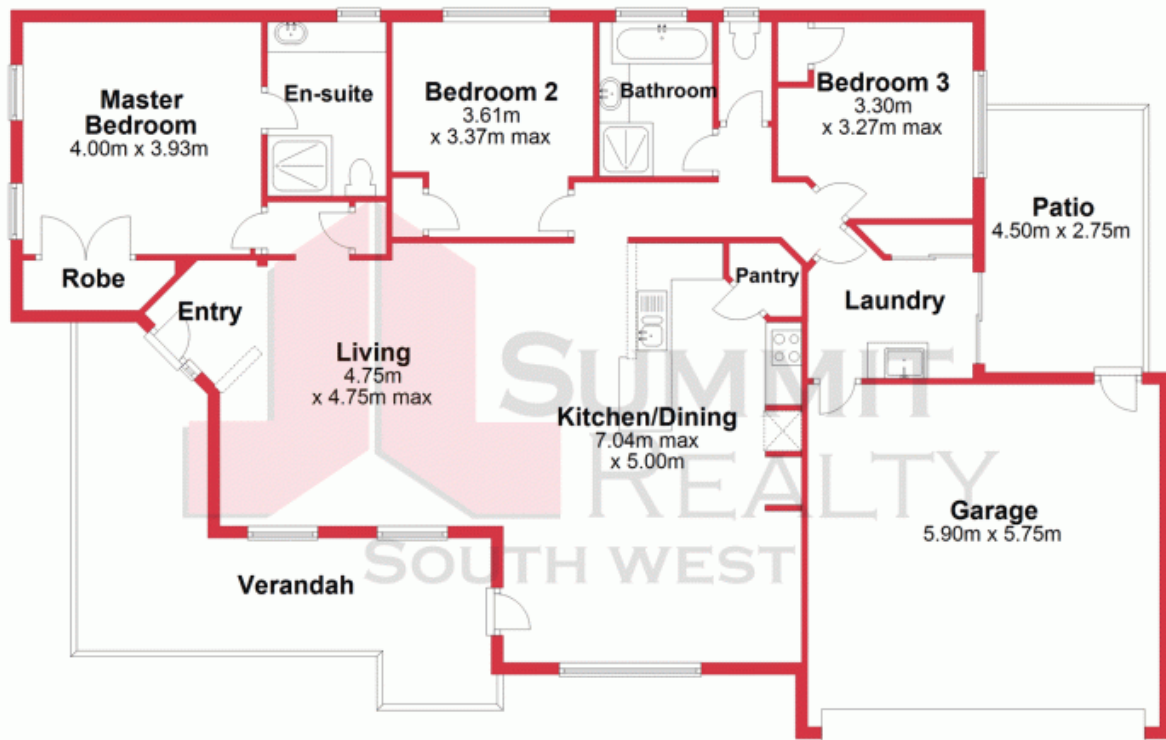 Master
Bedroom
4.00m x 3.93m
En-suite
Bedroom 2
3.61m
x 3.37m max
Bathroom
Bedroom 3
3.30m
x 3.27m max
Patio
4.50m x 2.75m
Robe
Entry
Pantry
Laundry
Living
4.75m
x 4.75m max
Kitchen/Dining
7.04m max
x 5.00m
Garage
5.90m x 5.75m
Verandah
SUMMIT
REALTY
SOUTH WEST